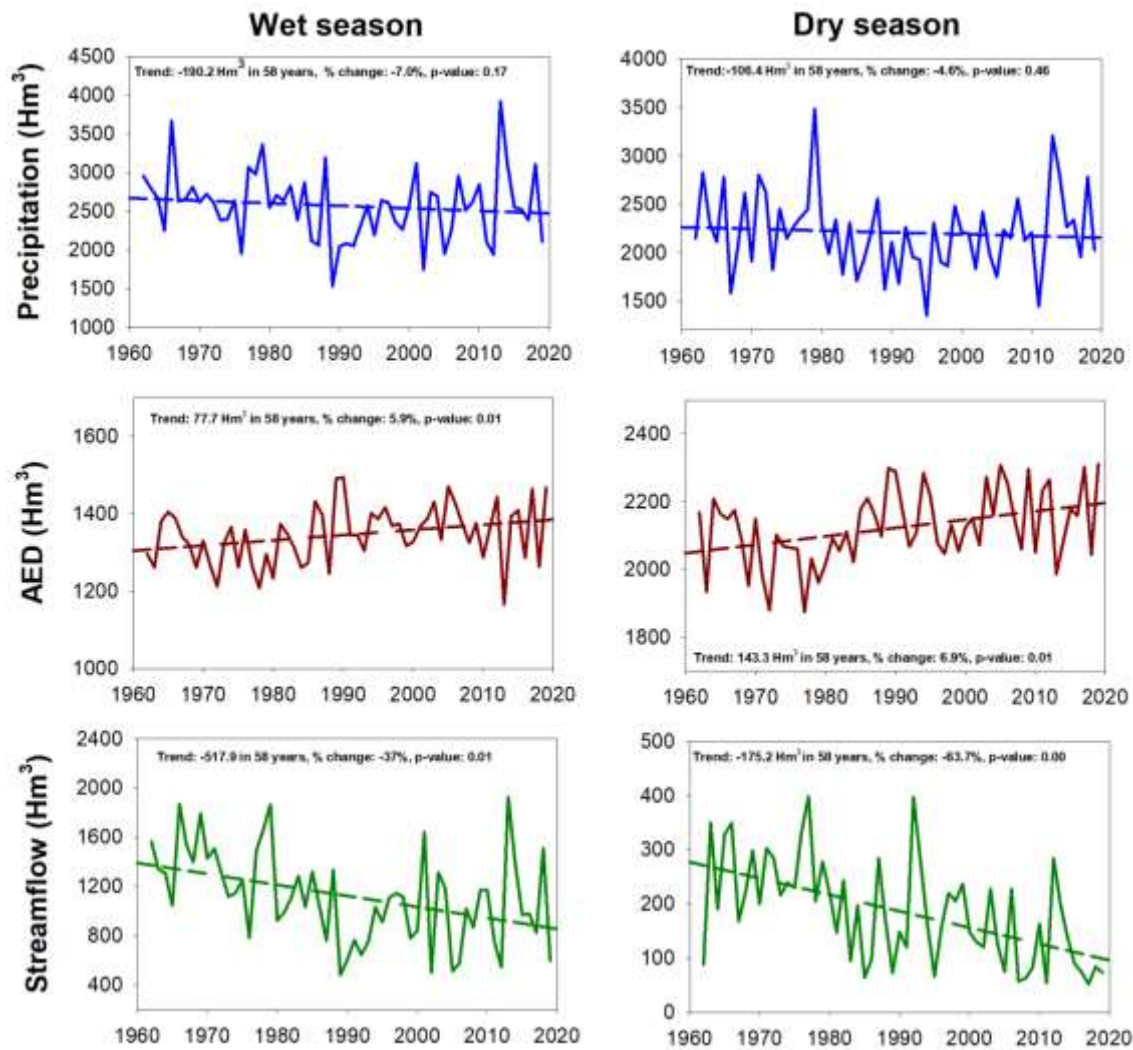 Wet season
Dry season
Precipitation (Hm³)
4500
4000
3500
3000
2500
2000
1500
1000
Trend: -190.2 Hm³ in 58 years, % change: -7.0%, p-value: 0.17
1960 1970 1980 1990 2000 2010 2020
4000
3500
3000
2500
2000
1500
Trend:-106.4 Hm³ in 58 years, % change: -4.6%, p-value: 0.46
1960 1970 1980 1990 2000 2010 2020
AED (Hm³)
1600
1400
1200
1000
Trend: 77.7 Hm³ in 58 years, % change: 5.9%, p-value: 0.01
1960 1970 1980 1990 2000 2010 2020
2400
2200
2000
1800
Trend: 143.3 Hm³ in 58 years, % change: 6.9%, p-value: 0.01
1960 1970 1980 1990 2000 2010 2020
Streamflow (Hm³)
2400
2000
1600
1200
800
400
Trend: -517.9 in 58 years, % change: -37%, p-value: 0.01
1960 1970 1980 1990 2000 2010 2020
500
400
300
200
100
0
Trend: -175.2 Hm³ in 58 years, % change: -63.7%, p-value: 0.00
1960 1970 1980 1990 2000 2010 2020